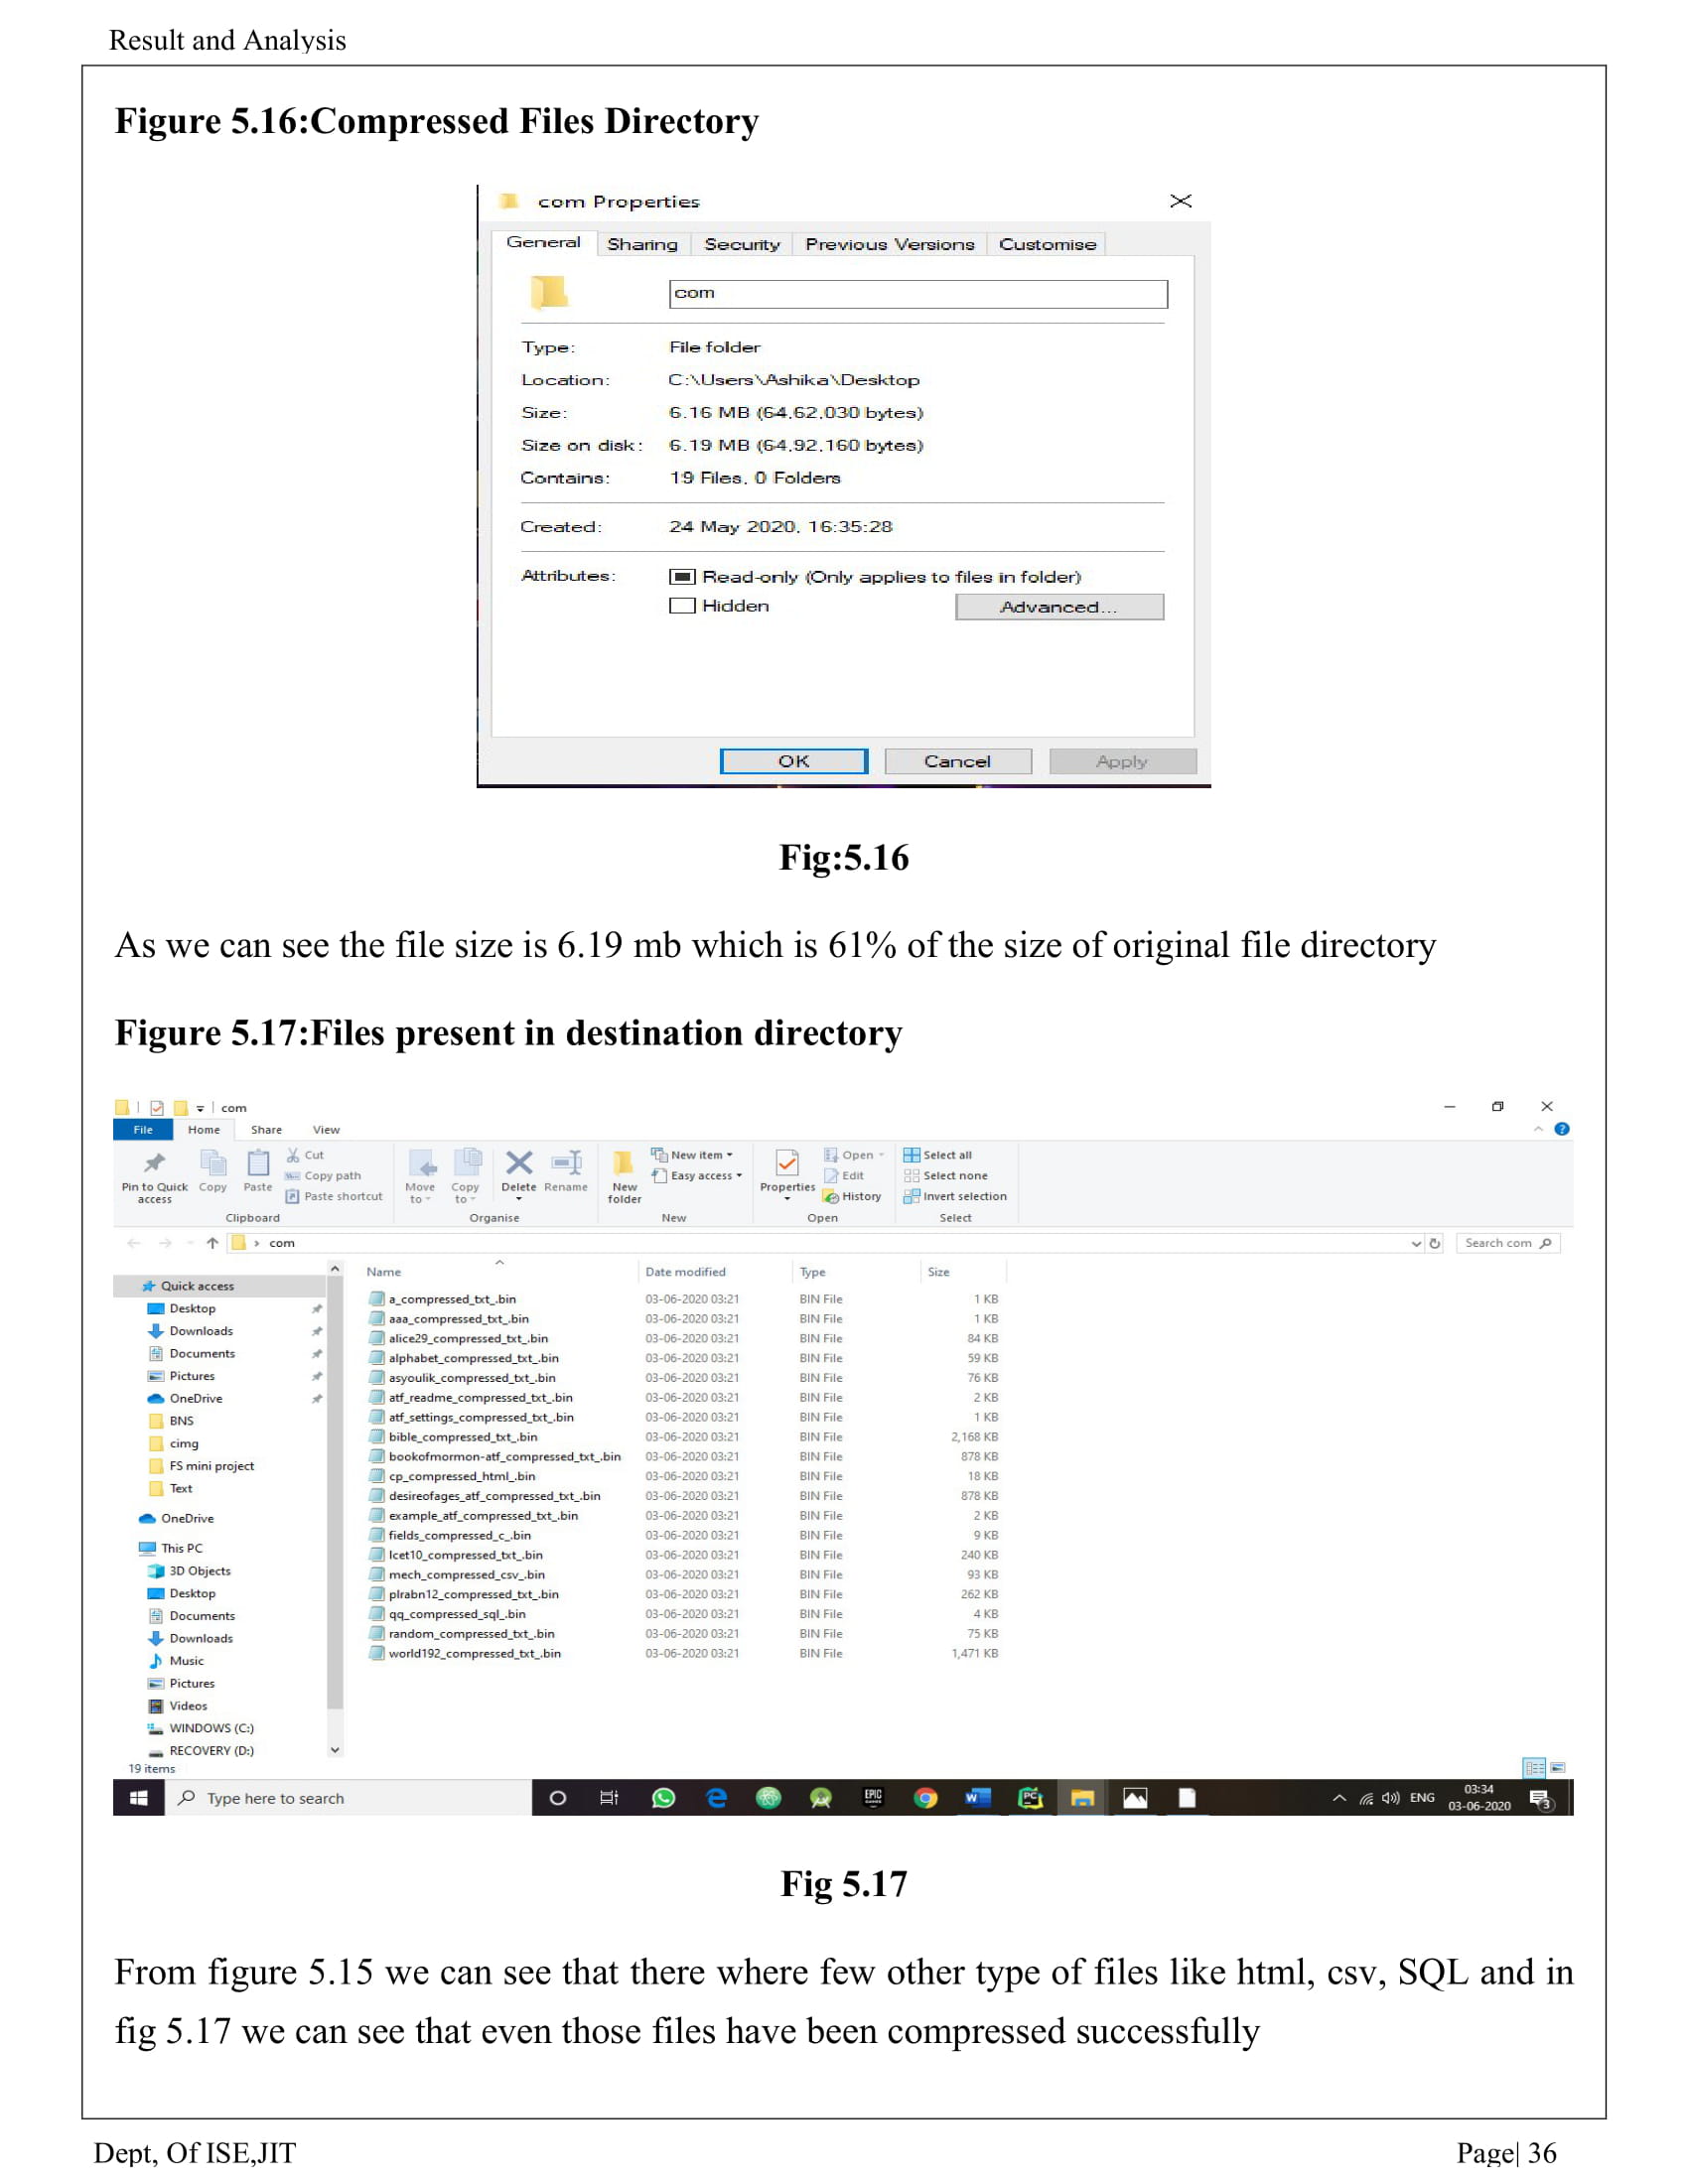 Result and Analysis
Figure 5.16:Compressed Files Directory
com Properties
General Sharing Security Previous Versions Customise
com
Type: File folder
Location: C:\Users\Ashika\Desktop
Size: 6.16 MB (64,62,030 bytes)
Size on disk: 6.19 MB (64,92,160 bytes)
Contains: 19 Files, 0 Folders
Created: 24 May 2020, 16:35:28
Attributes: Read-only (Only applies to files in folder)
Hidden Advanced...
OK Cancel Apply
Fig:5.16
As we can see the file size is 6.19 mb which is 61% of the size of original file directory
Figure 5.17:Files present in destination directory
com
File Home Share View
Pin to Quick access Copy Paste Cut Copy path Paste shortcut Move to Copy to Delete Rename New folder New item Easy access Properties Open Edit History Select all Select none Invert selection
Clipboard Organise New Open Select
com Search com
Name Date modified Type Size
Quick access
Desktop
Downloads
Documents
Pictures
OneDrive
BNS
cimg
FS mini project
Text
OneDrive
This PC
3D Objects
Desktop
Documents
Downloads
Music
Pictures
Videos
WINDOWS (C:)
RECOVERY (D:)
a_compressed_txt_.bin 03-06-2020 03:21 BIN File 1 KB
aaa_compressed_txt_.bin 03-06-2020 03:21 BIN File 1 KB
alice29_compressed_txt_.bin 03-06-2020 03:21 BIN File 84 KB
alphabet_compressed_txt_.bin 03-06-2020 03:21 BIN File 59 KB
asyoulik_compressed_txt_.bin 03-06-2020 03:21 BIN File 76 KB
atf_readme_compressed_txt_.bin 03-06-2020 03:21 BIN File 2 KB
atf_settings_compressed_txt_.bin 03-06-2020 03:21 BIN File 1 KB
bible_compressed_txt_.bin 03-06-2020 03:21 BIN File 2,168 KB
bookofmormon-atf_compressed_txt_.bin 03-06-2020 03:21 BIN File 878 KB
cp_compressed_html_.bin 03-06-2020 03:21 BIN File 18 KB
desireofages_atf_compressed_txt_.bin 03-06-2020 03:21 BIN File 878 KB
example_atf_compressed_txt_.bin 03-06-2020 03:21 BIN File 2 KB
fields_compressed_c_.bin 03-06-2020 03:21 BIN File 9 KB
lcet10_compressed_txt_.bin 03-06-2020 03:21 BIN File 240 KB
mech_compressed_csv_.bin 03-06-2020 03:21 BIN File 93 KB
plrabn12_compressed_txt_.bin 03-06-2020 03:21 BIN File 262 KB
qq_compressed_sql_.bin 03-06-2020 03:21 BIN File 4 KB
random_compressed_txt_.bin 03-06-2020 03:21 BIN File 75 KB
world192_compressed_txt_.bin 03-06-2020 03:21 BIN File 1,471 KB
19 items
Type here to search EPIC GAMES W PC ENG 03:34
03-06-2020 3
Fig 5.17
From figure 5.15 we can see that there where few other type of files like html, csv, SQL and in
fig 5.17 we can see that even those files have been compressed successfully
Dept, Of ISE,JIT Page| 36